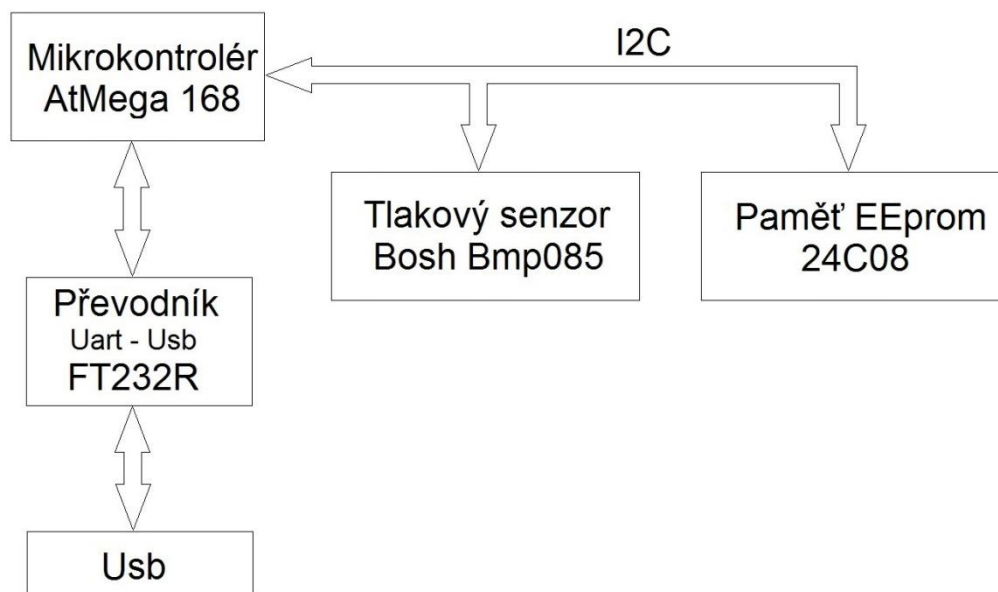 Mikrokontrolér
AtMega 168
I2C
Tlakový senzor
Bosh Bmp085
Paměť EEprom
24C08
Převodník
Uart - Usb
FT232R
Usb